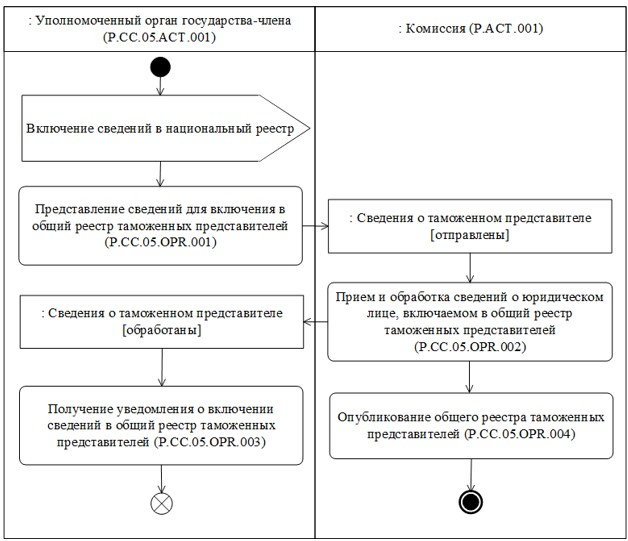 : Уполномоченный орган государства-члена
(P.CC.05.ACT.001)
: Комиссия (P.ACT.001)
Включение сведений в национальный реестр
Представление сведений для включения в
общий реестр таможенных представителей
(P.CC.05.OPR.001)
: Сведения о таможенном представителе
[отправлены]
Прием и обработка сведений о юридическом
лице, включаемом в общий реестр
таможенных представителей
(P.CC.05.OPR.002)
: Сведения о таможенном представителе
[обработаны]
Получение уведомления о включении
сведений в общий реестр таможенных
представителей (P.CC.05.OPR.003)
Опубликование общего реестра таможенных
представителей (P.CC.05.OPR.004)